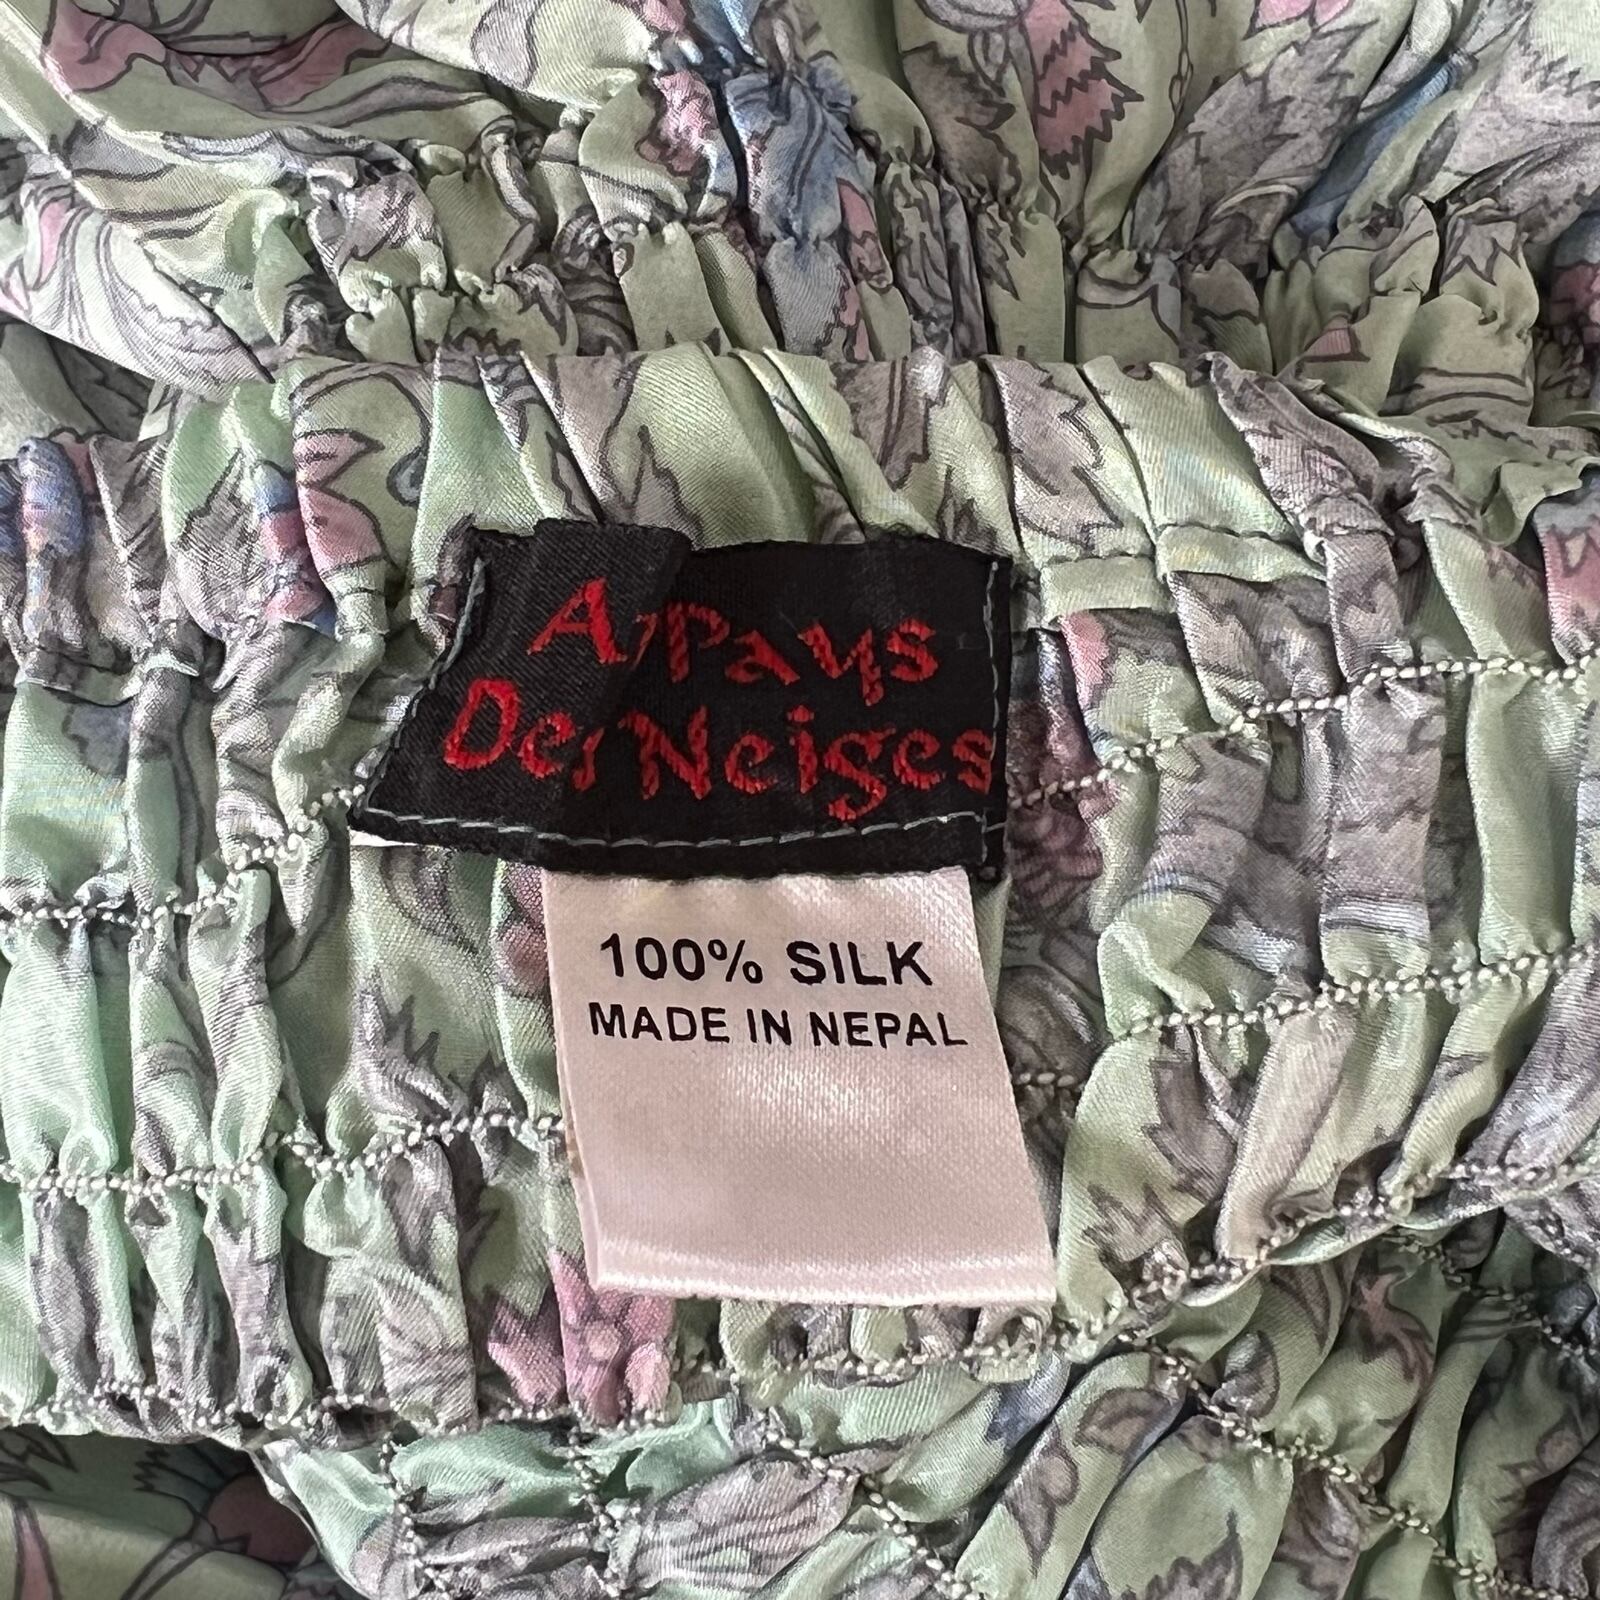 Au Pays
Des Neiges
100% SILK
MADE IN NEPAL